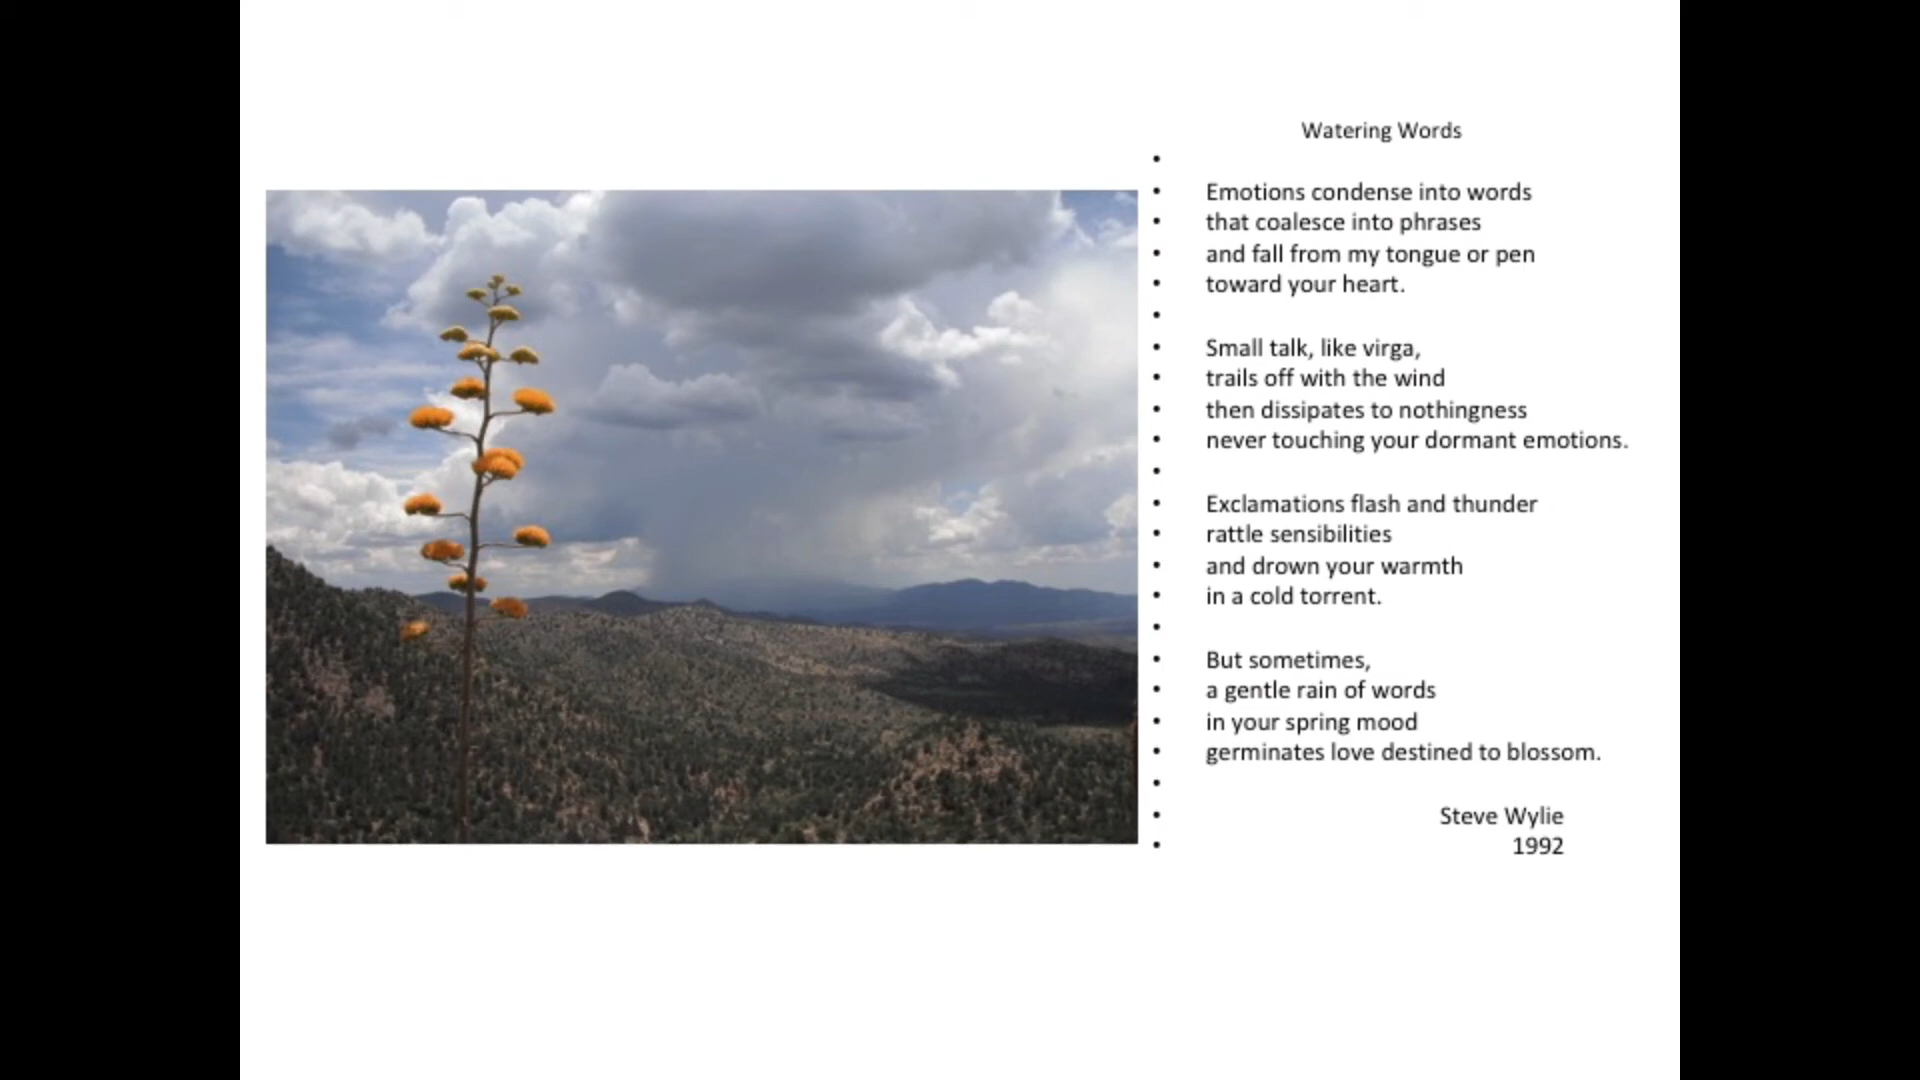 Watering Words
•
• Emotions condense into words
• that coalesce into phrases
• and fall from my tongue or pen
• toward your heart.
•
• Small talk, like virga,
• trails off with the wind
• then dissipates to nothingness
• never touching your dormant emotions.
•
• Exclamations flash and thunder
• rattle sensibilities
• and drown your warmth
• in a cold torrent.
•
• But sometimes,
• a gentle rain of words
• in your spring mood
• germinates love destined to blossom.
•
• Steve Wylie
• 1992